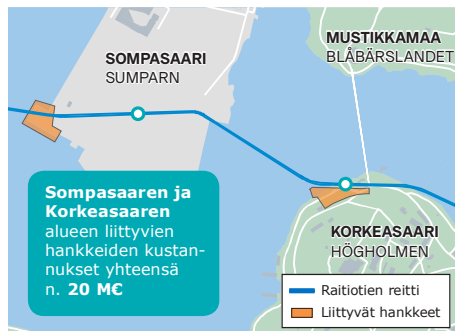 MUSTIKKAMAA
BLÅBÄRSLANDET
SOMPASAARI
SUMPARN
Sompasaaren ja
Korkeasaaren
alueen liittyvien
hankkeiden kustan-
nukset yhteensä
n. 20 M€
KORKEASAARI
HÖGHOLMEN
Raitiotien reitti
Liittyvät hankkeet